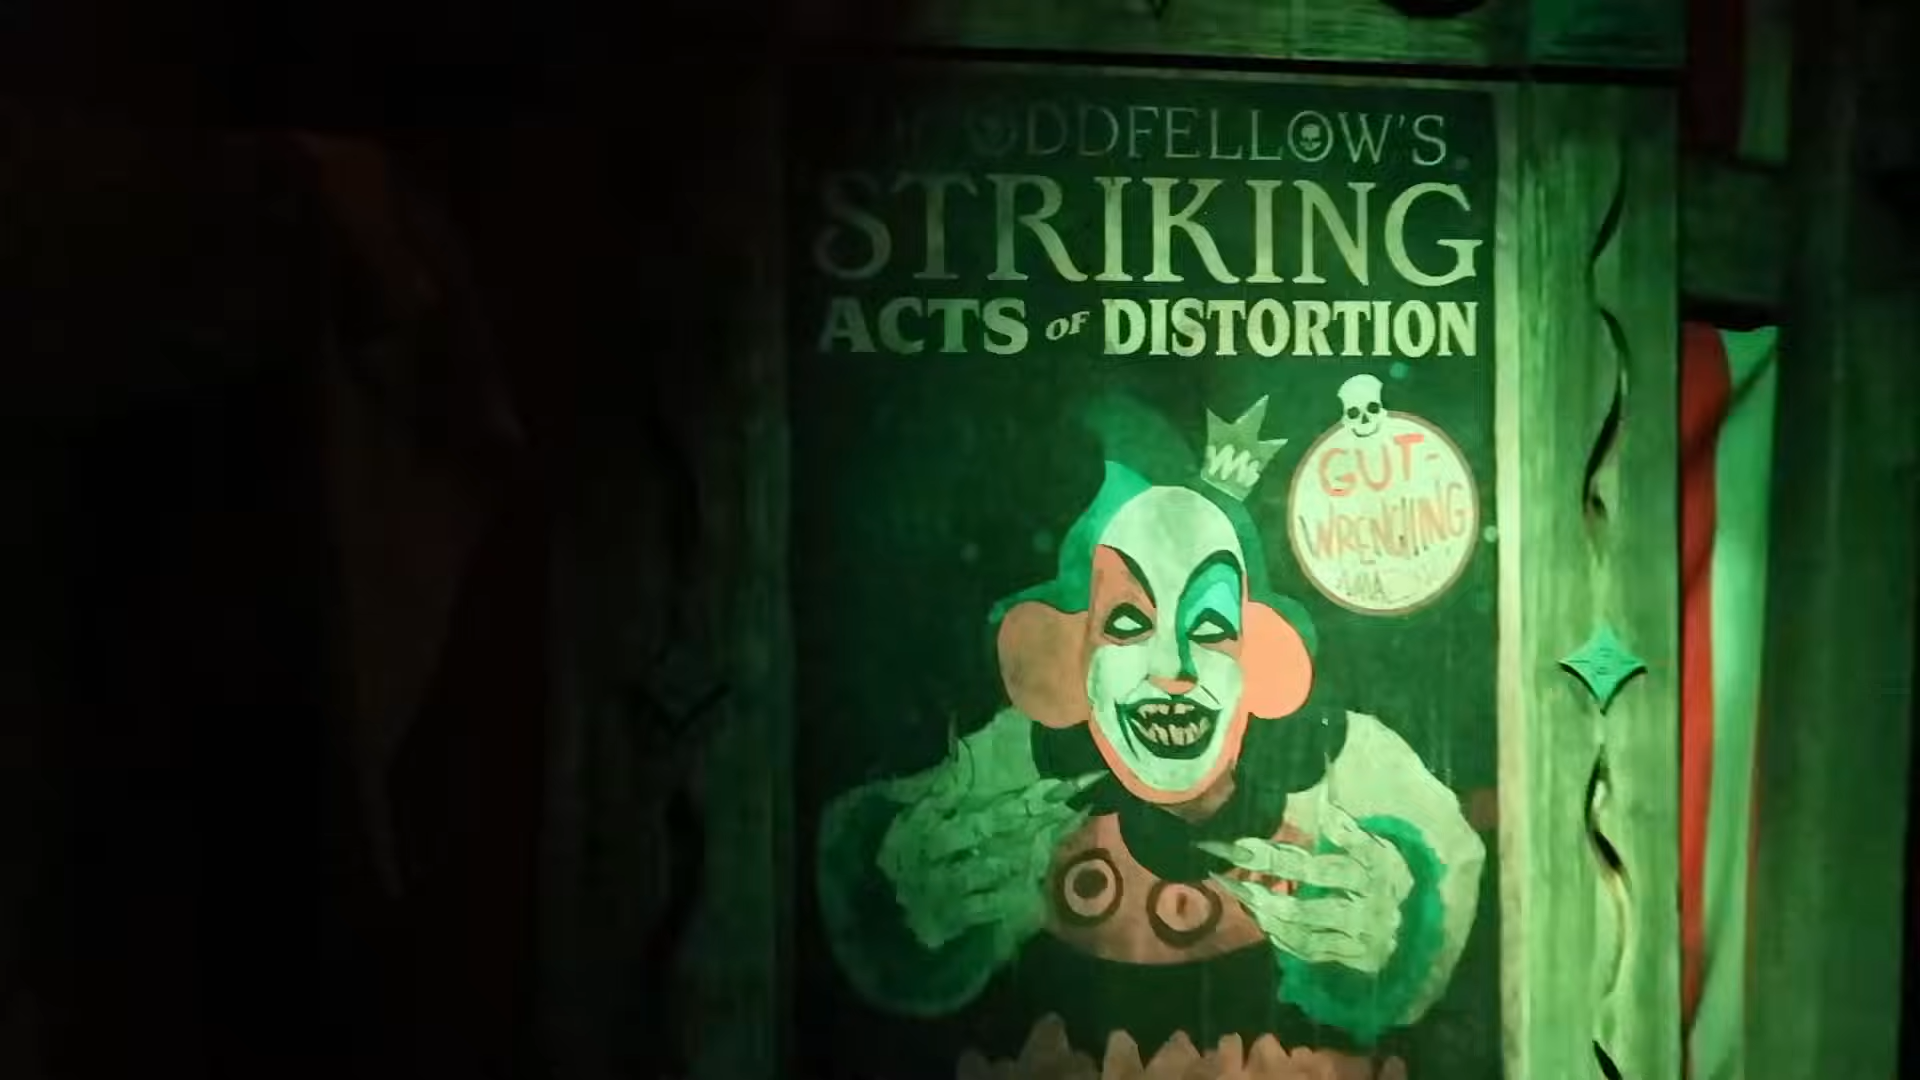 ODDFELLOW'S
STRIKING
ACTS OF DISTORTION
GUT-
WRENCHING